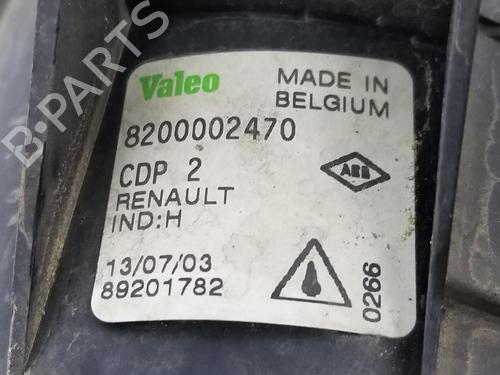 B-PARTS
Valeo
MADE IN
BELGIUM
8200002470
CDP 2
RENAULT
IND:H
13/07/03
89201782
0266